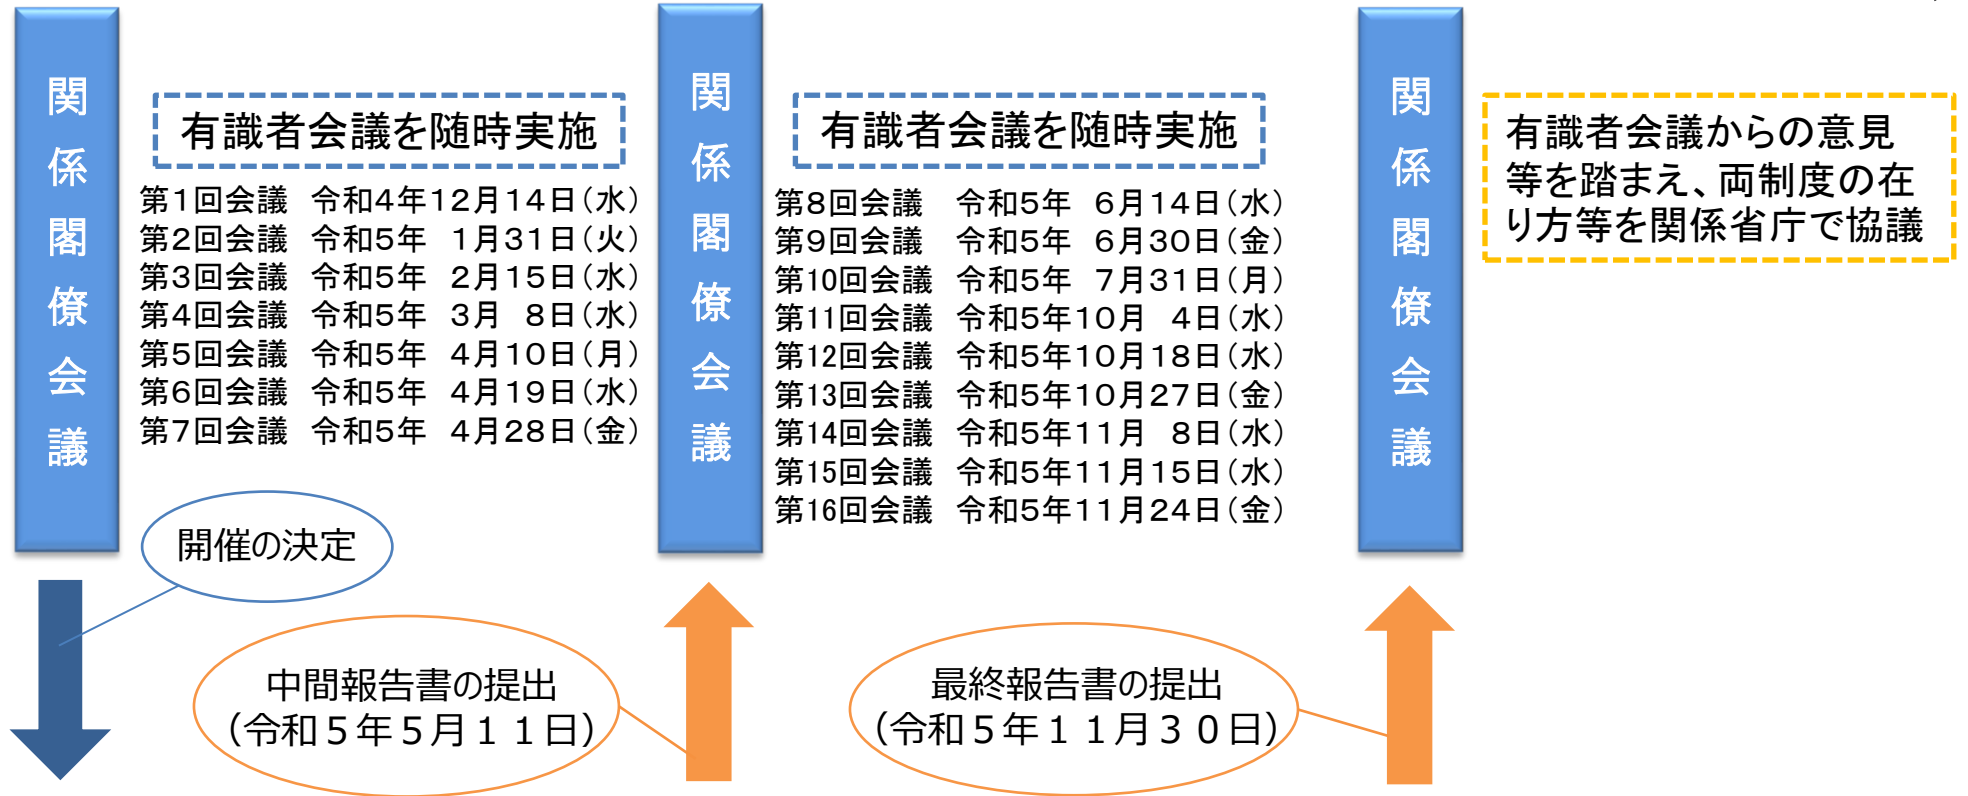 関係閣僚会議
有識者会議を随時実施
第1回会議　令和4年12月14日(水)
第2回会議　令和5年　1月31日(火)
第3回会議　令和5年　2月15日(水)
第4回会議　令和5年　3月　8日(水)
第5回会議　令和5年　4月10日(月)
第6回会議　令和5年　4月19日(水)
第7回会議　令和5年　4月28日(金)
開催の決定
中間報告書の提出
(令和５年５月１１日)
関係閣僚会議
有識者会議を随時実施
第8回会議　令和5年　6月14日(水)
第9回会議　令和5年　6月30日(金)
第10回会議　令和5年　7月31日(月)
第11回会議　令和5年10月　4日(水)
第12回会議　令和5年10月18日(水)
第13回会議　令和5年10月27日(金)
第14回会議　令和5年11月　8日(水)
第15回会議　令和5年11月15日(水)
第16回会議　令和5年11月24日(金)
最終報告書の提出
(令和５年１１月３０日)
関係閣僚会議
有識者会議からの意見
等を踏まえ、両制度の在
り方等を関係省庁で協議